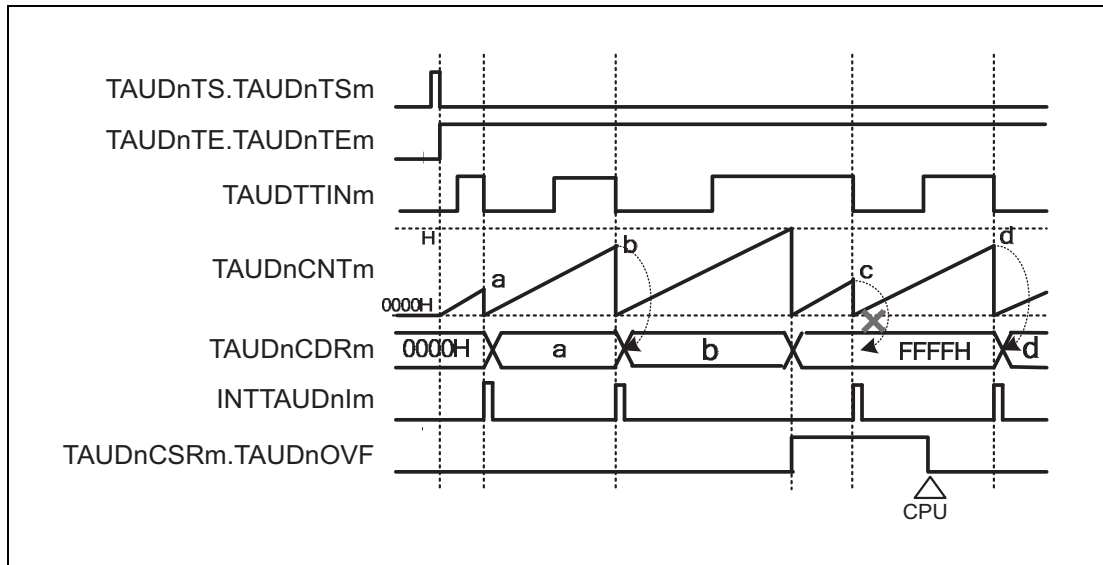 TAUDnTS.TAUDnTSm
TAUDnTE.TAUDnTEm
TAUDTTINm
H
TAUDnCNTm
a
b
c
d
0000H
TAUDnCDRm
0000H
a
b
FFFFH
d
INTTAUDnIm
TAUDnCSRm.TAUDnOVF
CPU